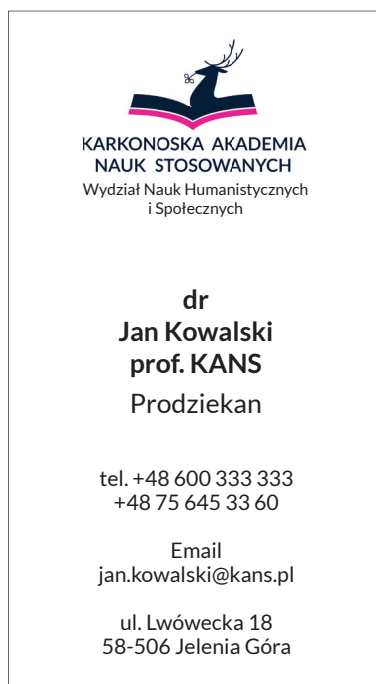 KARKONOSKA AKADEMIA
NAUK STOSOWANYCH
Wydział Nauk Humanistycznych
i Społecznych
dr
Jan Kowalski
prof. KANS
Prodziekan
tel. +48 600 333 333
+48 75 645 33 60
Email
jan.kowalski@kans.pl
ul. Lwówecka 18
58-506 Jelenia Góra